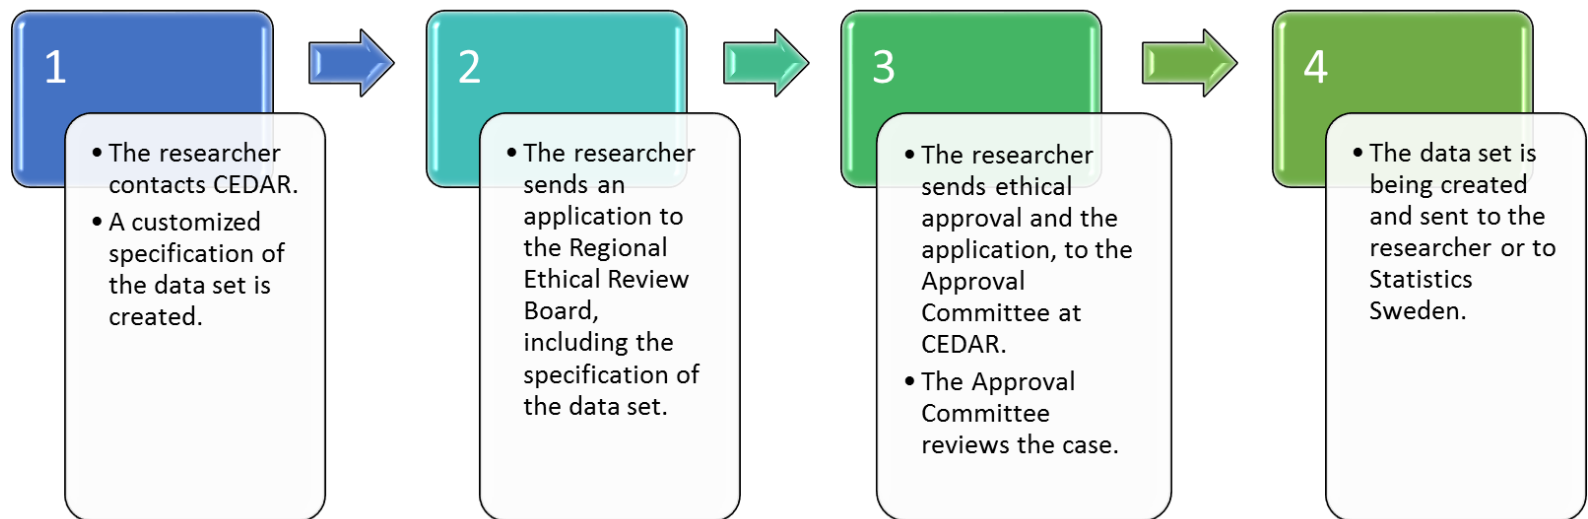 1
• The researcher
contacts CEDAR.
• A customized
specification of
the data set is
created.
2
• The researcher
sends an
application to
the Regional
Ethical Review
Board,
including the
specification of
the data set.
3
• The researcher
sends ethical
approval and the
application, to the
Approval
Committee at
CEDAR.
• The Approval
Committee
reviews the case.
4
• The data set is
being created
and sent to the
researcher or to
Statistics
Sweden.